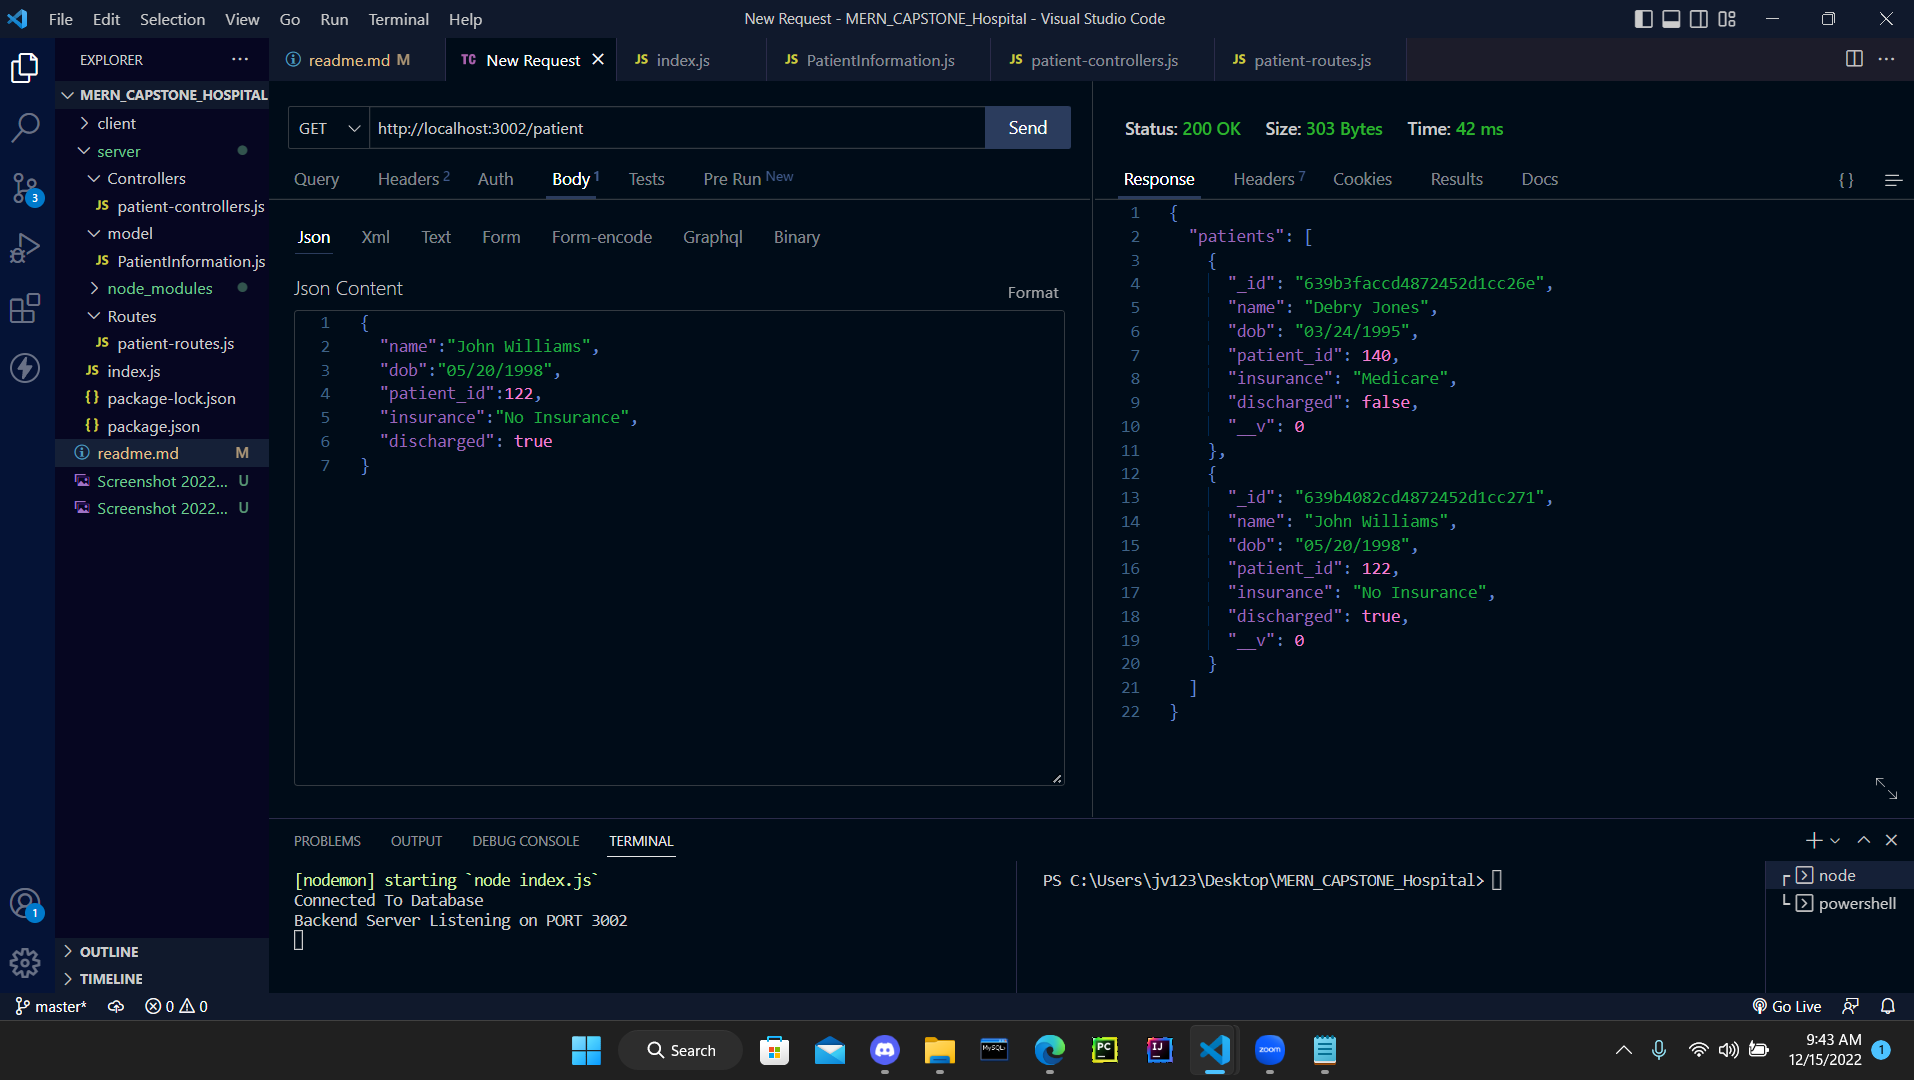 File Edit Selection View Go Run Terminal Help
New Request - MERN_CAPSTONE_Hospital - Visual Studio Code
EXPLORER
readme.md M
TC New Request
JS index.js
JS PatientInformation.js
JS patient-controllers.js
JS patient-routes.js
MERN_CAPSTONE_HOSPITAL
client
server
Controllers
JS patient-controllers.js
model
JS PatientInformation.js
node_modules
Routes
JS patient-routes.js
JS index.js
{} package-lock.json
{} package.json
readme.md M
Screenshot 2022... U
Screenshot 2022... U
OUTLINE
TIMELINE
3
1
GET http://localhost:3002/patient Send
Query Headers 2 Auth Body 1 Tests Pre Run New
Json Xml Text Form Form-encode Graphql Binary
Json Content
Format
1 {
2 "name":"John Williams",
3 "dob":"05/20/1998",
4 "patient_id":122,
5 "insurance":"No Insurance",
6 "discharged": true
7 }
Status: 200 OK Size: 303 Bytes Time: 42 ms
Response Headers 7 Cookies Results Docs {}
1 {
2 "patients": [
3 {
4 "_id": "639b3faccd4872452d1cc26e",
5 "name": "Debry Jones",
6 "dob": "03/24/1995",
7 "patient_id": 140,
8 "insurance": "Medicare",
9 "discharged": false,
10 "__v": 0
11 },
12 {
13 "_id": "639b4082cd4872452d1cc271",
14 "name": "John Williams",
15 "dob": "05/20/1998",
16 "patient_id": 122,
17 "insurance": "No Insurance",
18 "discharged": true,
19 "__v": 0
20 }
21 ]
22 }
PROBLEMS OUTPUT DEBUG CONSOLE TERMINAL
[nodemon] starting `node index.js`
Connected To Database
Backend Server Listening on PORT 3002
PS C:\Users\jv123\Desktop\MERN_CAPSTONE_Hospital>
node
powershell
master* 0 0
Go Live
Search
MySQL
PC
IJ
zoom
9:43 AM
12/15/2022
1